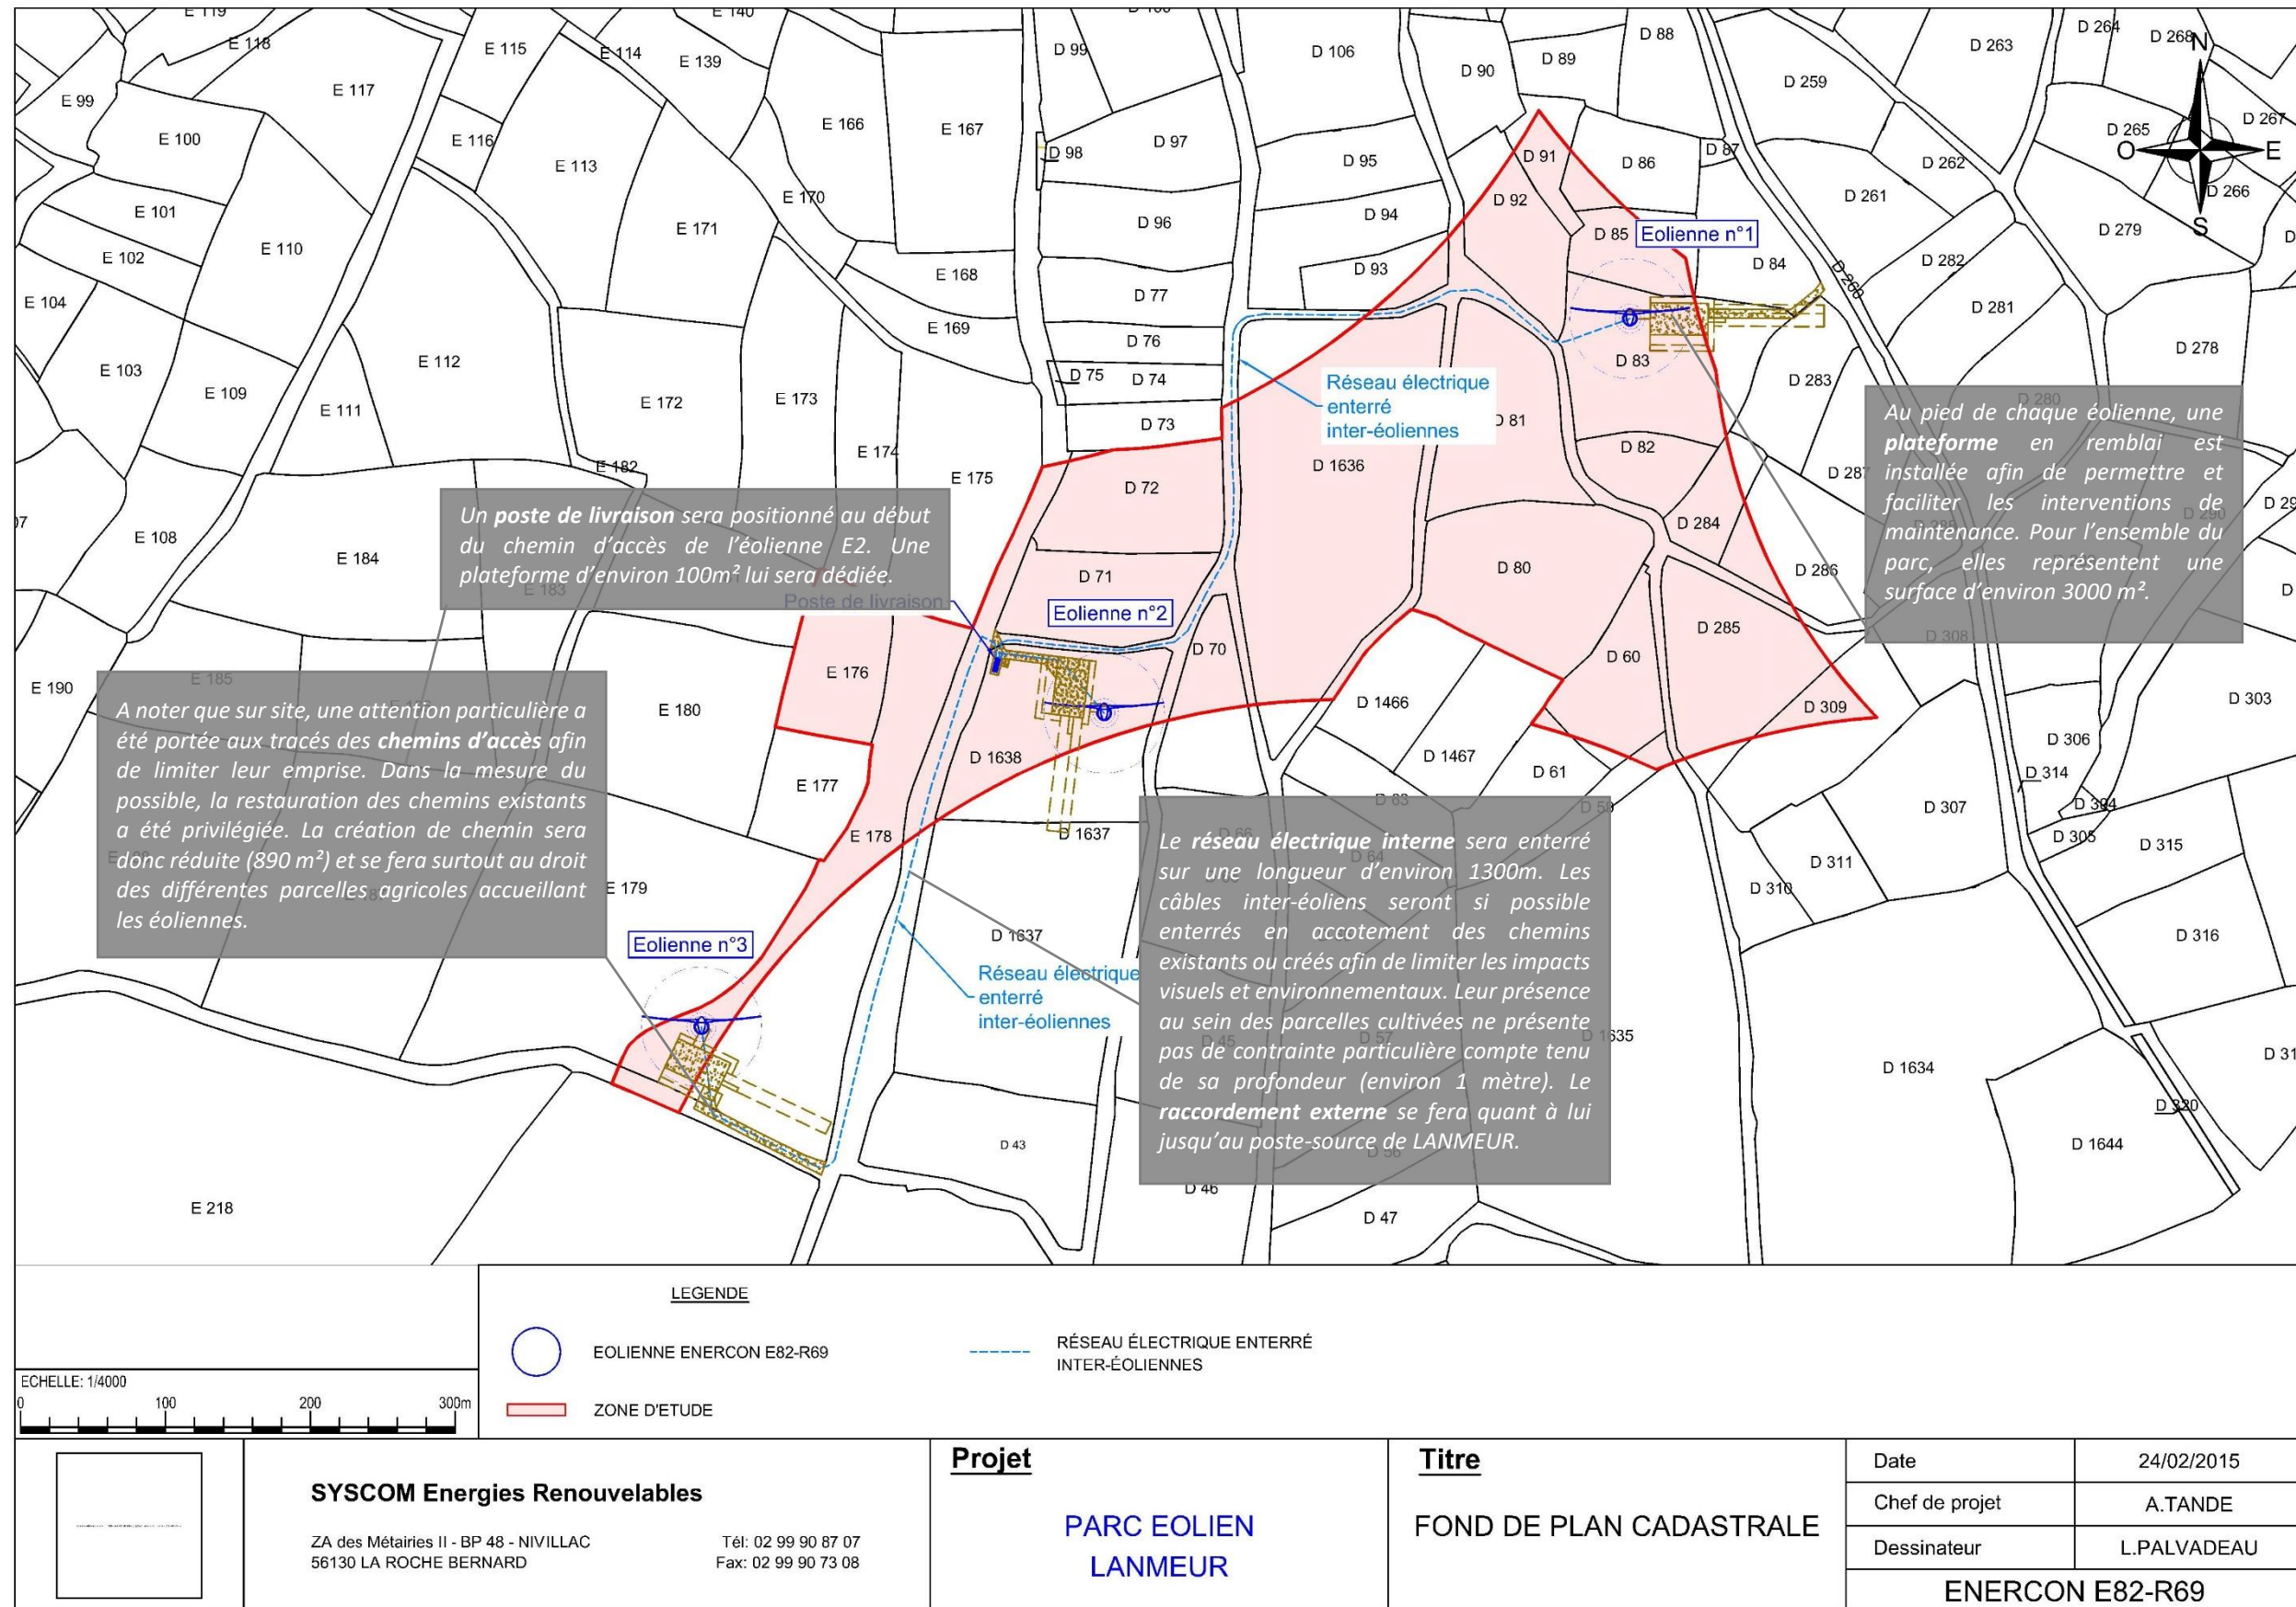 E 119
E 118
E 140
E 115
E 114
E 139
E 117
E 99
E 100
E 116
E 113
E 166
E 167
E 170
E 101
E 102
E 110
E 171
E 168
E 169
E 104
E 103
E 109
E 111
E 112
E 172
E 173
E 174
E 175
E 182
E 108
E 184
E 183
E 185
E 190
E 180
E 176
E 177
E 178
E 179
E 218
D 99
D 106
D 90
D 89
D 88
D 259
D 263
D 264
D 268
D 267
D 265
D 266
D 98
D 97
D 95
D 91
D 86
D 87
D 262
D 261
D 96
D 94
D 92
D 85
D 84
D 260
D 282
D 279
D 93
D 77
D 76
D 75
D 74
D 73
D 83
D 283
D 281
D 278
D 280
D 81
D 82
D 72
D 1636
D 287
D 290
D 284
D 71
D 80
D 286
D 285
D 308
D 70
D 60
D 309
D 303
D 1466
D 1467
D 61
D 306
D 314
D 304
D 305
D 307
D 315
D 316
D 311
D 310
D 1638
D 1637
D 1637
D 63
D 59
D 66
D 64
D 45
D 57
D 1635
D 56
D 1634
D 320
D 1644
D 43
D 46
D 47
N
O
E
S
Eolienne n°1
Eolienne n°2
Eolienne n°3
Poste de livraison
Réseau électrique
enterré
inter-éoliennes
Réseau électrique
enterré
inter-éoliennes
Un poste de livraison sera positionné au début
du chemin d’accès de l’éolienne E2. Une
plateforme d’environ 100m² lui sera dédiée.
Au pied de chaque éolienne, une
plateforme en remblai est
installée afin de permettre et
faciliter les interventions de
maintenance. Pour l’ensemble du
parc, elles représentent une
surface d’environ 3000 m².
A noter que sur site, une attention particulière a
été portée aux tracés des chemins d’accès afin
de limiter leur emprise. Dans la mesure du
possible, la restauration des chemins existants
a été privilégiée. La création de chemin sera
donc réduite (890 m²) et se fera surtout au droit
des différentes parcelles agricoles accueillant
les éoliennes.
Le réseau électrique interne sera enterré
sur une longueur d’environ 1300m. Les
câbles inter-éoliens seront si possible
enterrés en accotement des chemins
existants ou créés afin de limiter les impacts
visuels et environnementaux. Leur présence
au sein des parcelles cultivées ne présente
pas de contrainte particulière compte tenu
de sa profondeur (environ 1 mètre). Le
raccordement externe se fera quant à lui
jusqu’au poste-source de LANMEUR.
LEGENDE
EOLIENNE ENERCON E82-R69
RÉSEAU ÉLECTRIQUE ENTERRÉ
INTER-ÉOLIENNES
ZONE D'ETUDE
ECHELLE: 1/4000
0 100 200 300m
SYSCOM Energies Renouvelables
ZA des Métairies II - BP 48 - NIVILLAC
56130 LA ROCHE BERNARD
Tél: 02 99 90 87 07
Fax: 02 99 90 73 08
Projet
PARC EOLIEN
LANMEUR
Titre
FOND DE PLAN CADASTRALE
Date 24/02/2015
Chef de projet A.TANDE
Dessinateur L.PALVADEAU
ENERCON E82-R69